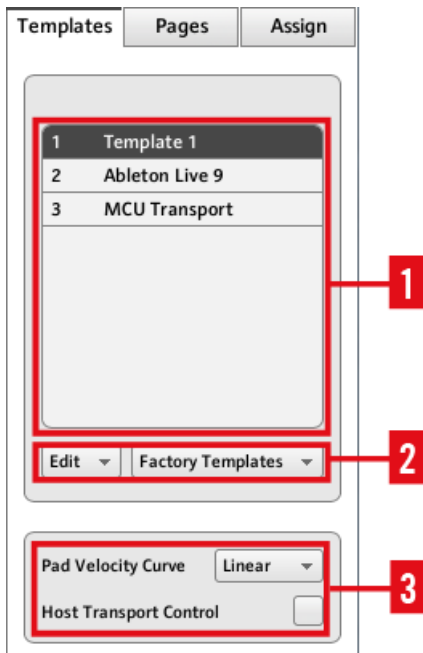 Templates Pages Assign
1 Template 1
2 Ableton Live 9
3 MCU Transport
1
Edit Factory Templates
2
Pad Velocity Curve Linear
3
Host Transport Control